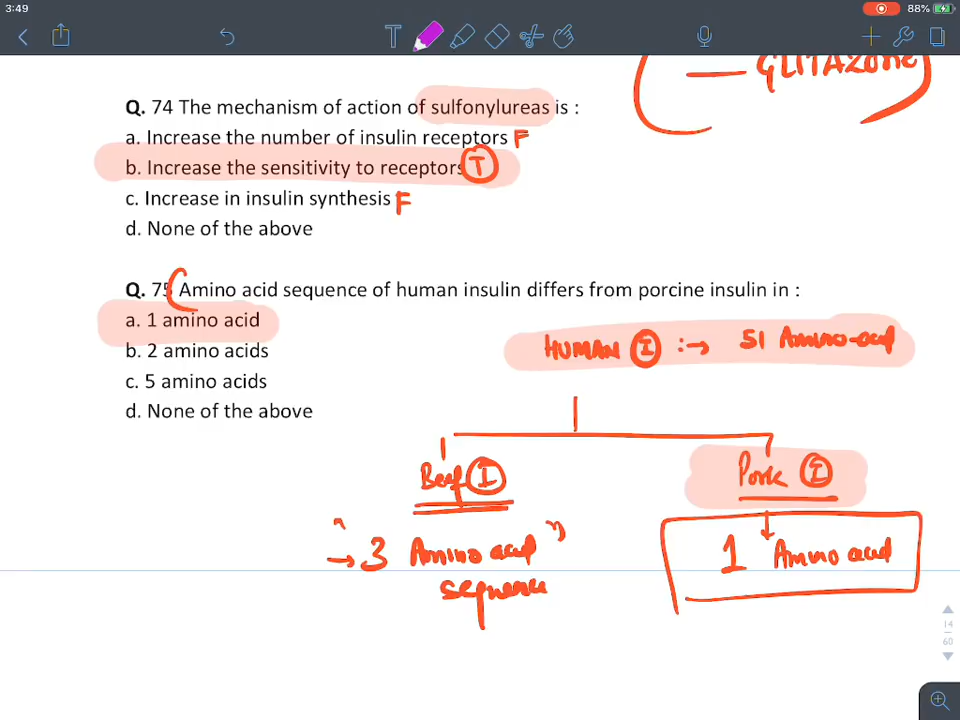 3:49
88%
T
GLITAZONE
Q. 74 The mechanism of action of sulfonylureas is :
a. Increase the number of insulin receptors F
b. Increase the sensitivity to receptors T
c. Increase in insulin synthesis F
d. None of the above
Q. 75 Amino acid sequence of human insulin differs from porcine insulin in :
a. 1 amino acid
b. 2 amino acids
c. 5 amino acids
d. None of the above
HUMAN I :→ 51 Amino-acid
Beef I
Pork I
→ 3 Amino acid
sequence
1 Amino acid
14
60